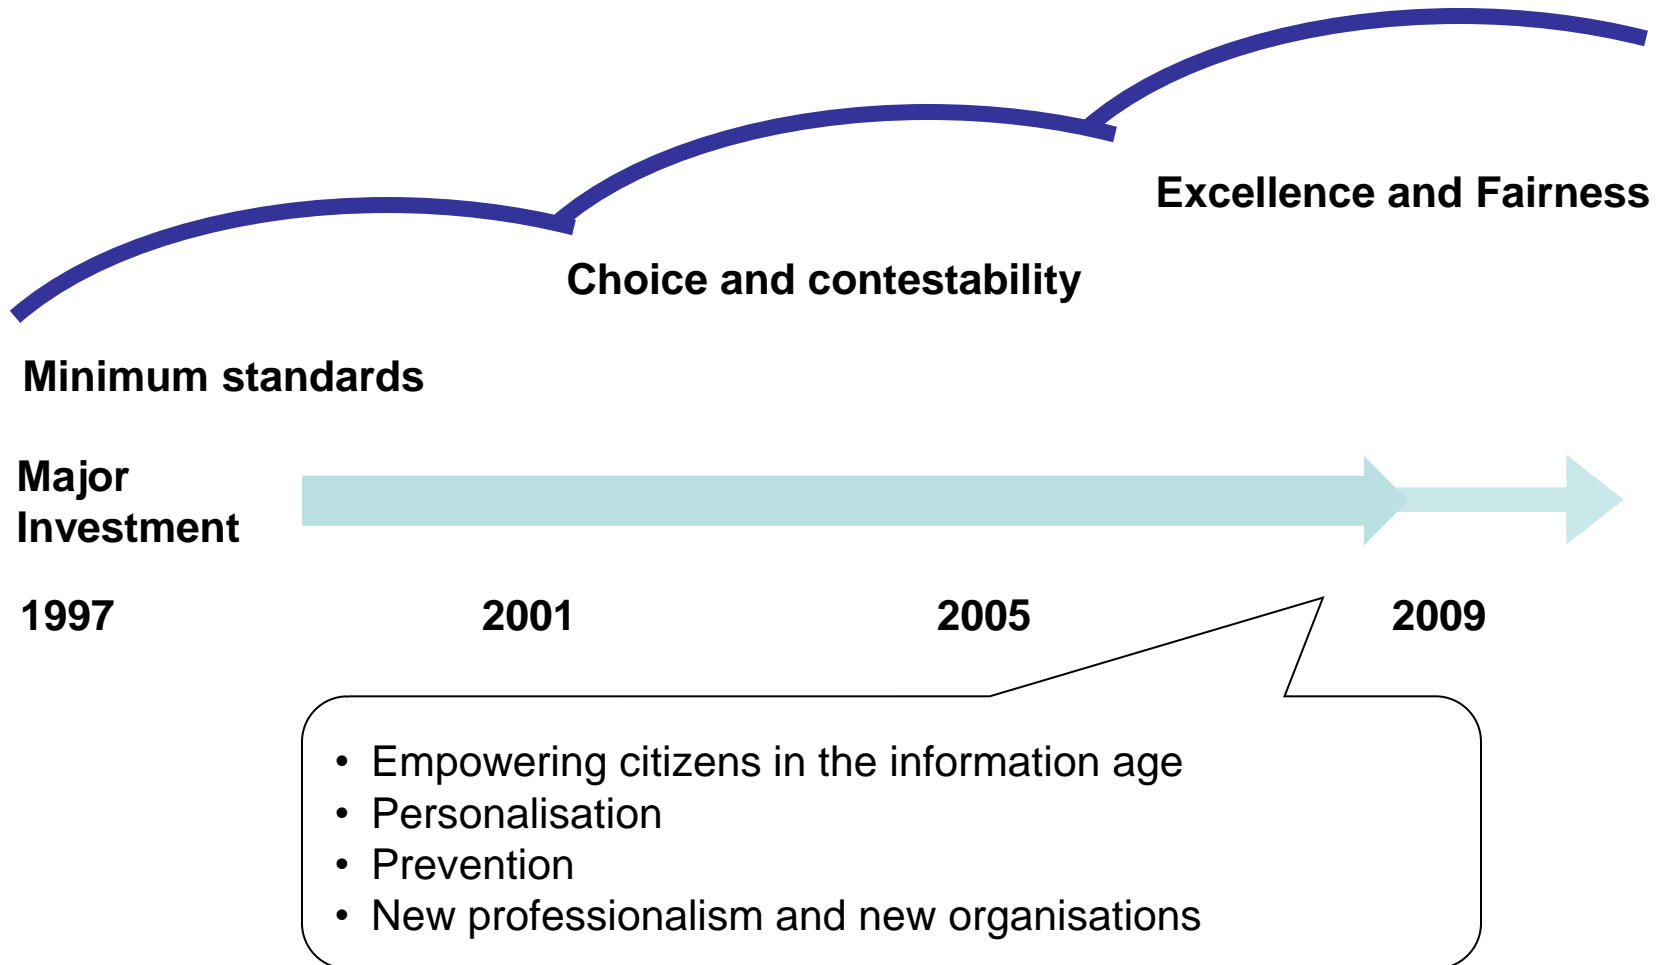 Excellence and Fairness
Choice and contestability
Minimum standards
Major
Investment
1997 2001 2005 2009
• Empowering citizens in the information age
• Personalisation
• Prevention
• New professionalism and new organisations